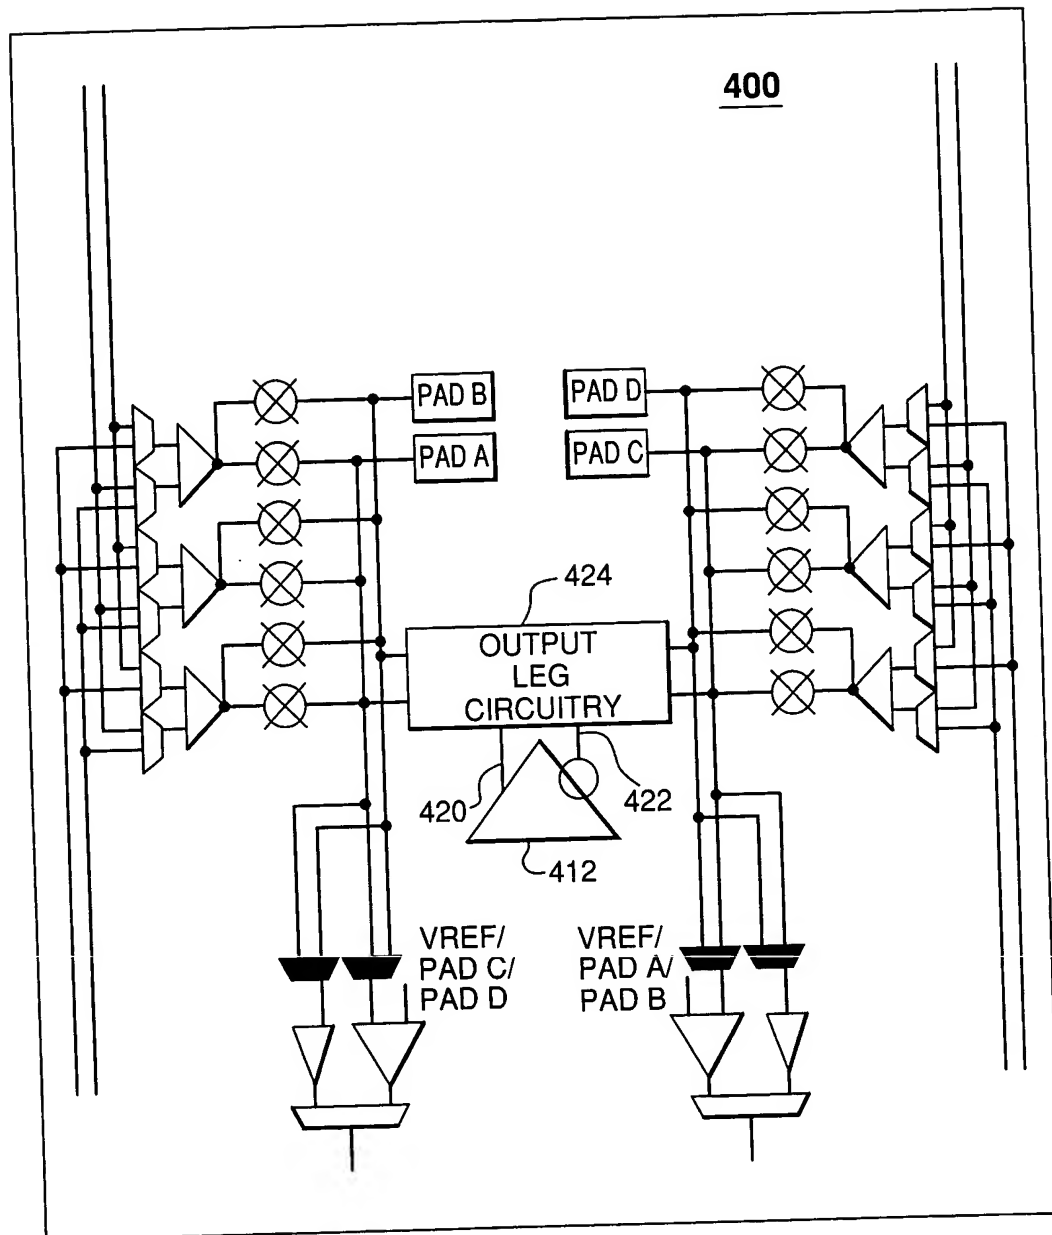 400
PAD B
PAD D
PAD A
PAD C
424
OUTPUT
LEG
CIRCUITRY
420
422
412
VREF/
PAD C/
PAD D
VREF/
PAD A/
PAD B